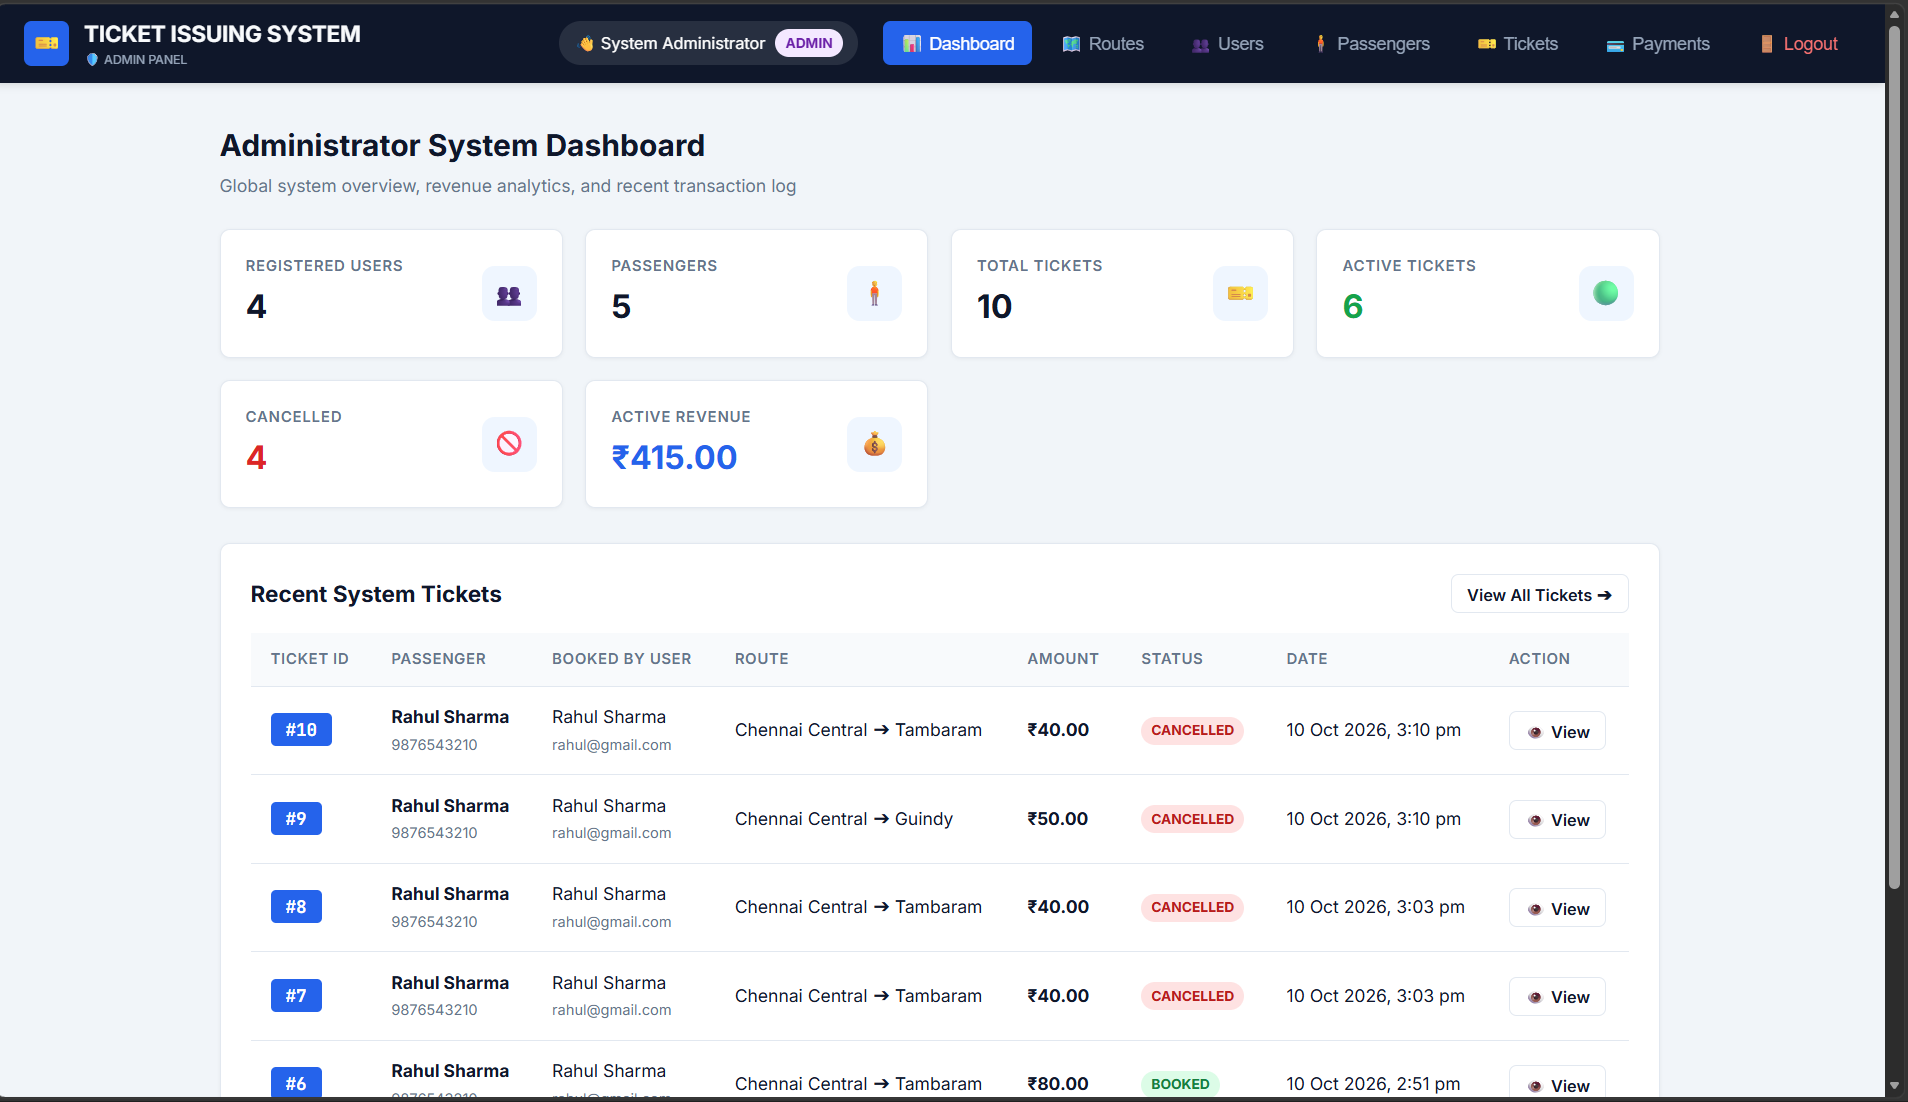 TICKET ISSUING SYSTEM
ADMIN PANEL
System Administrator ADMIN
Dashboard
Routes
Users
Passengers
Tickets
Payments
Logout
Administrator System Dashboard
Global system overview, revenue analytics, and recent transaction log
REGISTERED USERS
4
PASSENGERS
5
TOTAL TICKETS
10
ACTIVE TICKETS
6
CANCELLED
4
ACTIVE REVENUE
₹415.00
Recent System Tickets
View All Tickets ➔
TICKET ID PASSENGER BOOKED BY USER ROUTE AMOUNT STATUS DATE ACTION
#10 Rahul Sharma Rahul Sharma Chennai Central ➔ Tambaram ₹40.00 CANCELLED 10 Oct 2026, 3:10 pm View
9876543210 rahul@gmail.com
#9 Rahul Sharma Rahul Sharma Chennai Central ➔ Guindy ₹50.00 CANCELLED 10 Oct 2026, 3:10 pm View
9876543210 rahul@gmail.com
#8 Rahul Sharma Rahul Sharma Chennai Central ➔ Tambaram ₹40.00 CANCELLED 10 Oct 2026, 3:03 pm View
9876543210 rahul@gmail.com
#7 Rahul Sharma Rahul Sharma Chennai Central ➔ Tambaram ₹40.00 CANCELLED 10 Oct 2026, 3:03 pm View
9876543210 rahul@gmail.com
#6 Rahul Sharma Rahul Sharma Chennai Central ➔ Tambaram ₹80.00 BOOKED 10 Oct 2026, 2:51 pm View